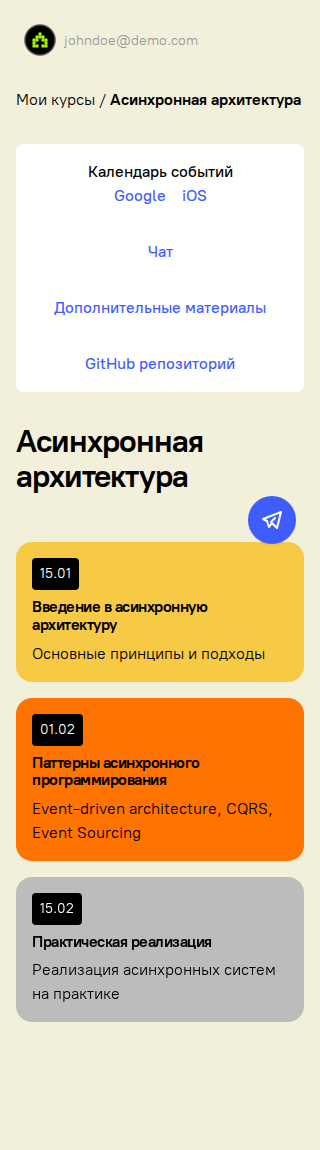 johndoe@demo.com
Мои курсы / Асинхронная архитектура
Календарь событий
Google iOS
Чат
Дополнительные материалы
GitHub репозиторий
Асинхронная
архитектура
15.01
Введение в асинхронную
архитектуру
Основные принципы и подходы
01.02
Паттерны асинхронного
программирования
Event-driven architecture, CQRS,
Event Sourcing
15.02
Практическая реализация
Реализация асинхронных систем
на практике